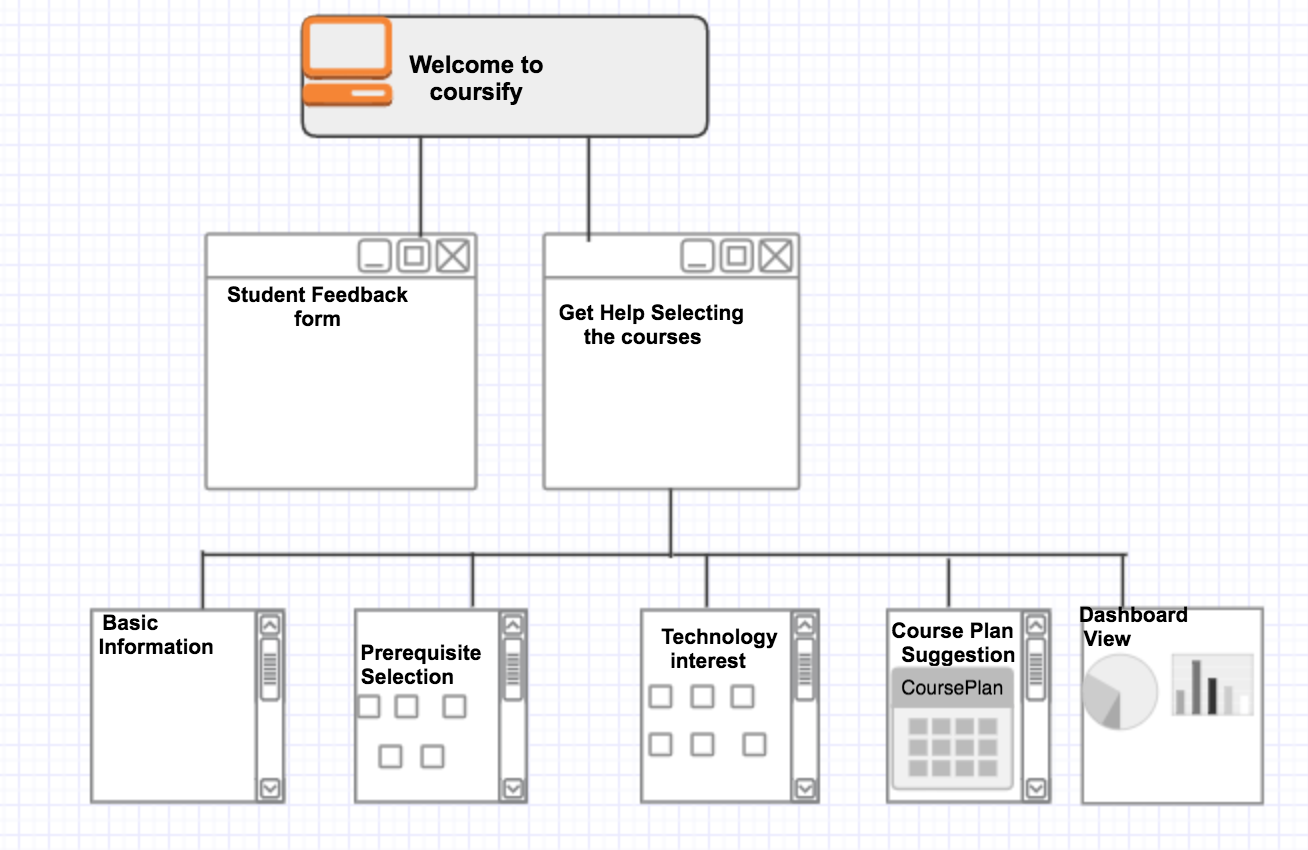 Welcome to
coursify
Student Feedback
form
Get Help Selecting
the courses
Basic
Information
Prerequisite
Selection
Technology
interest
Course Plan
Suggestion
CoursePlan
Dashboard
View